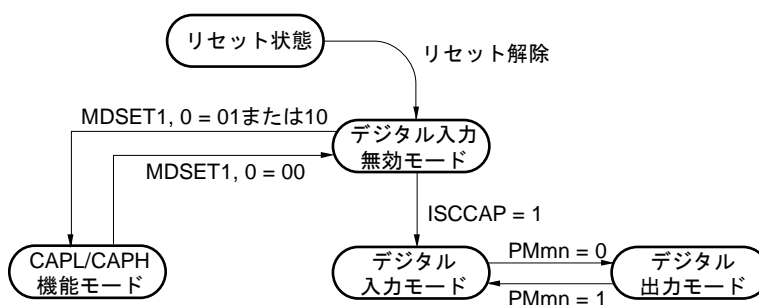 リセット状態
リセット解除
MDSET1, 0 = 01または10
デジタル入力
無効モード
MDSET1, 0 = 00
ISCCAP = 1
CAPL/CAPH
機能モード
デジタル
入力モード
PMmn = 0
PMmn = 1
デジタル
出力モード